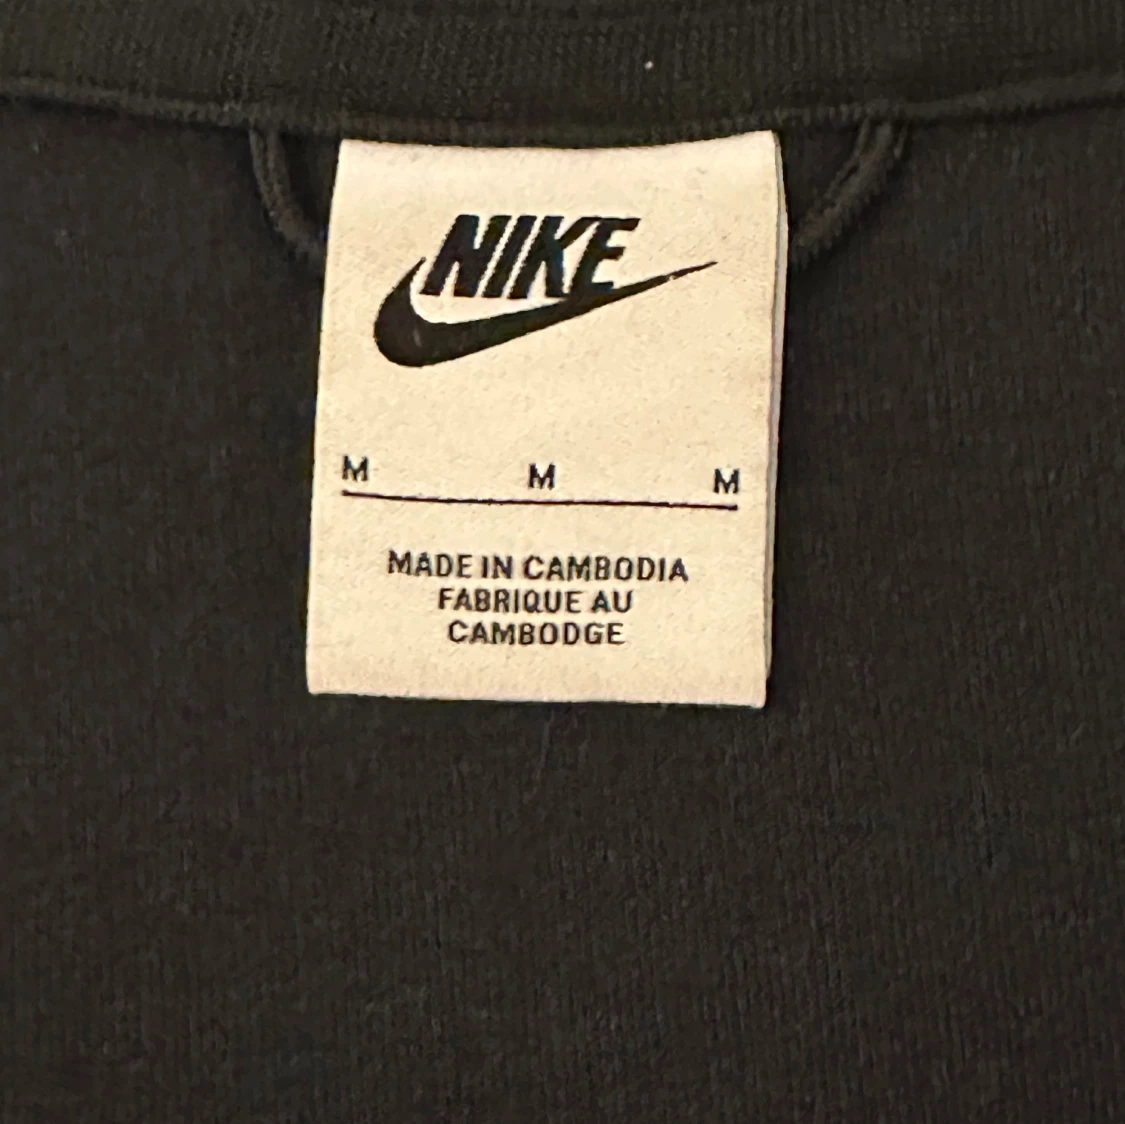 NIKE
M M M
MADE IN CAMBODIA
FABRIQUE AU
CAMBODGE